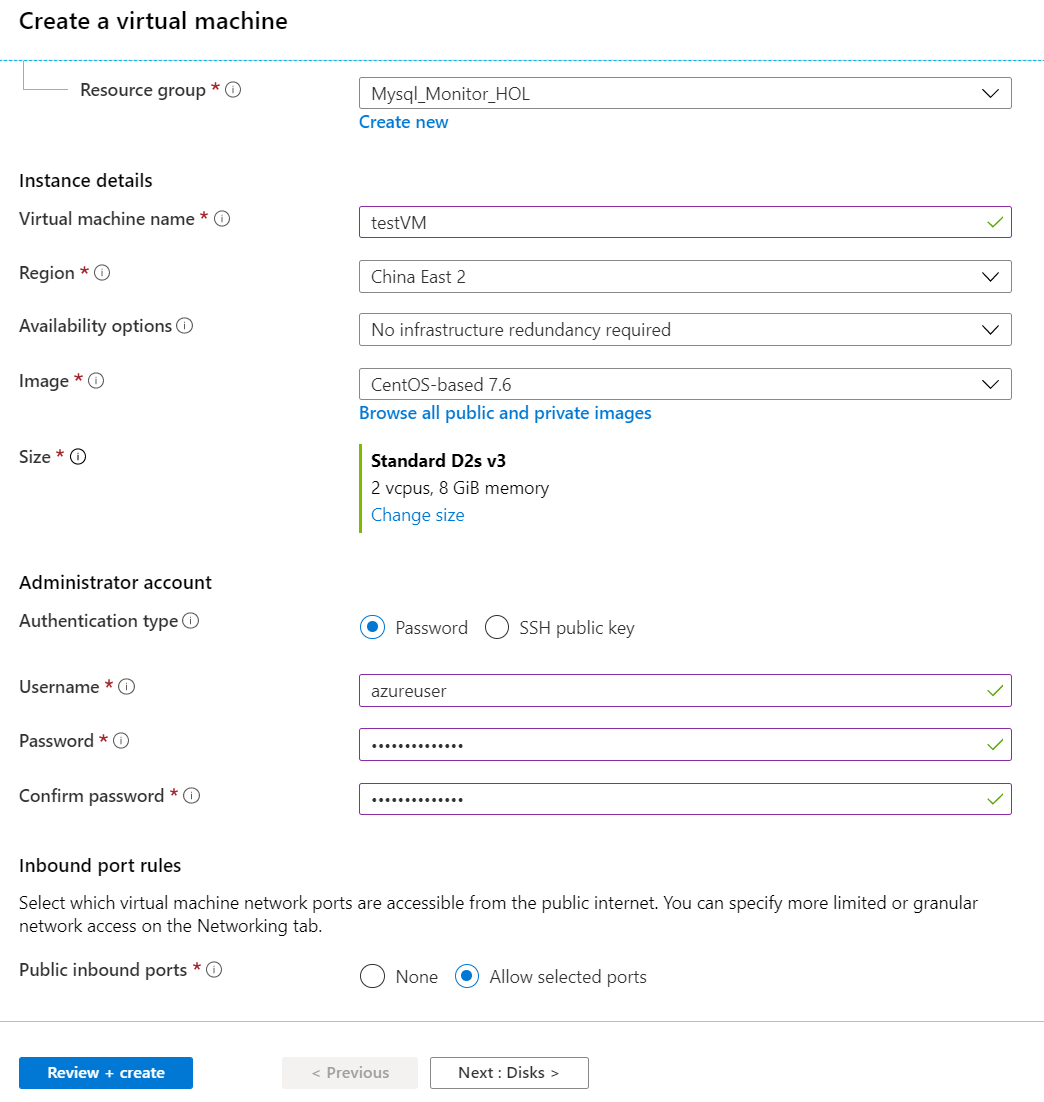 Create a virtual machine
Resource group *
Mysql_Monitor_HOL
Create new
Instance details
Virtual machine name *
testVM
Region *
China East 2
Availability options
No infrastructure redundancy required
Image *
CentOS-based 7.6
Browse all public and private images
Size *
Standard D2s v3
2 vcpus, 8 GiB memory
Change size
Administrator account
Authentication type
Password SSH public key
Username *
azureuser
Password *
••••••••••••••
Confirm password *
••••••••••••••
Inbound port rules
Select which virtual machine network ports are accessible from the public internet. You can specify more limited or granular
network access on the Networking tab.
Public inbound ports *
None Allow selected ports
Review + create < Previous Next : Disks >